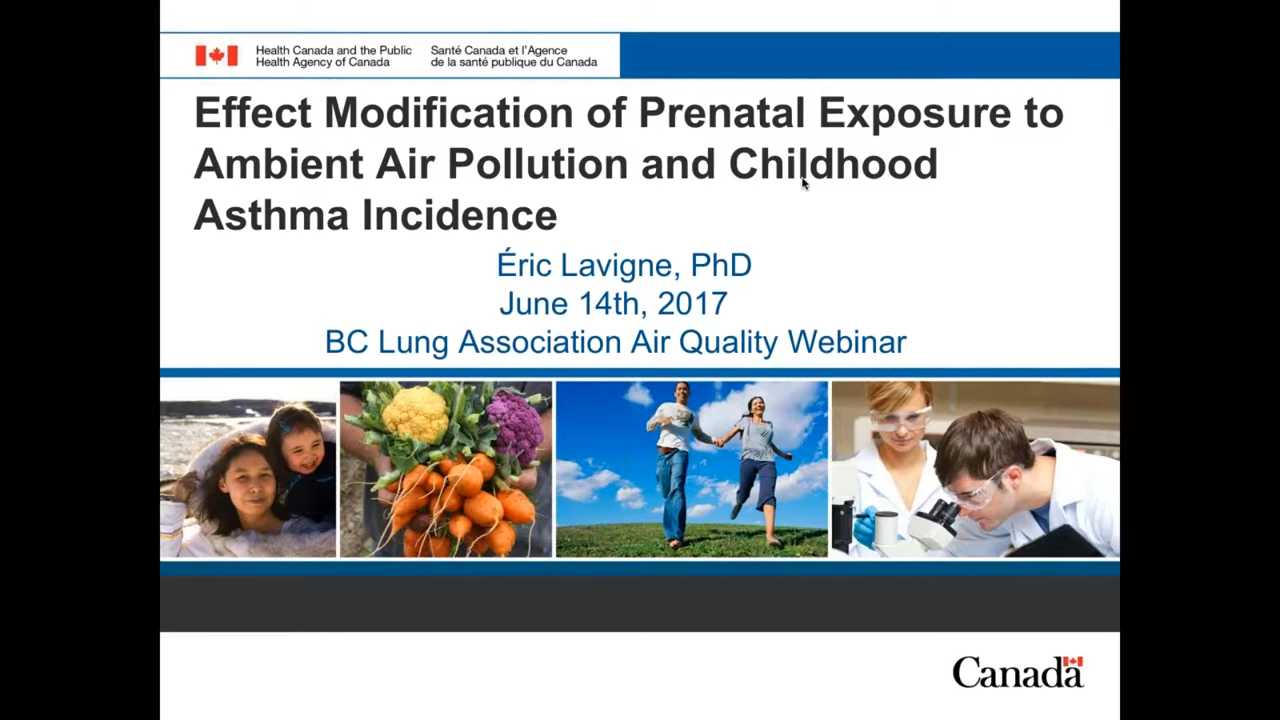 Health Canada and the Public
Health Agency of Canada
Santé Canada et l'Agence
de la santé publique du Canada
Effect Modification of Prenatal Exposure to
Ambient Air Pollution and Childhood
Asthma Incidence
Éric Lavigne, PhD
June 14th, 2017
BC Lung Association Air Quality Webinar
Canada